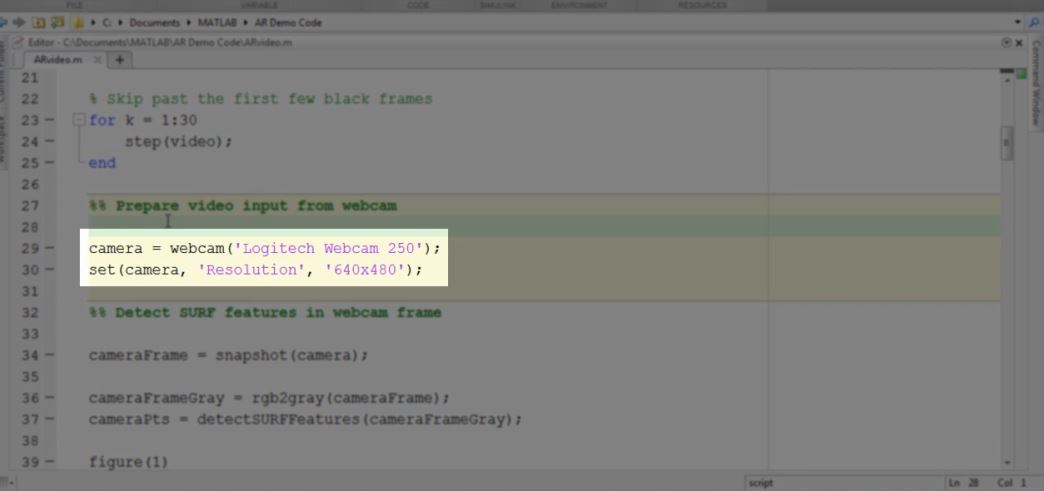 FILE VARIABLE CODE SIMULINK ENVIRONMENT RESOURCES
C: Documents MATLAB AR Demo Code
Editor - C:\Documents\MATLAB\AR Demo Code\ARvideo.m
ARvideo.m
21
22 % Skip past the first few black frames
23 for k = 1:30
24 step(video);
25 end
26
27 %% Prepare video input from webcam
28
29 camera = webcam('Logitech Webcam 250');
30 set(camera, 'Resolution', '640x480');
31
32 %% Detect SURF features in webcam frame
33
34 cameraFrame = snapshot(camera);
35
36 cameraFrameGray = rgb2gray(cameraFrame);
37 cameraPts = detectSURFFeatures(cameraFrameGray);
38
39 figure(1)
Current Folder
Workspace
Command Window
script Ln 28 Col 1